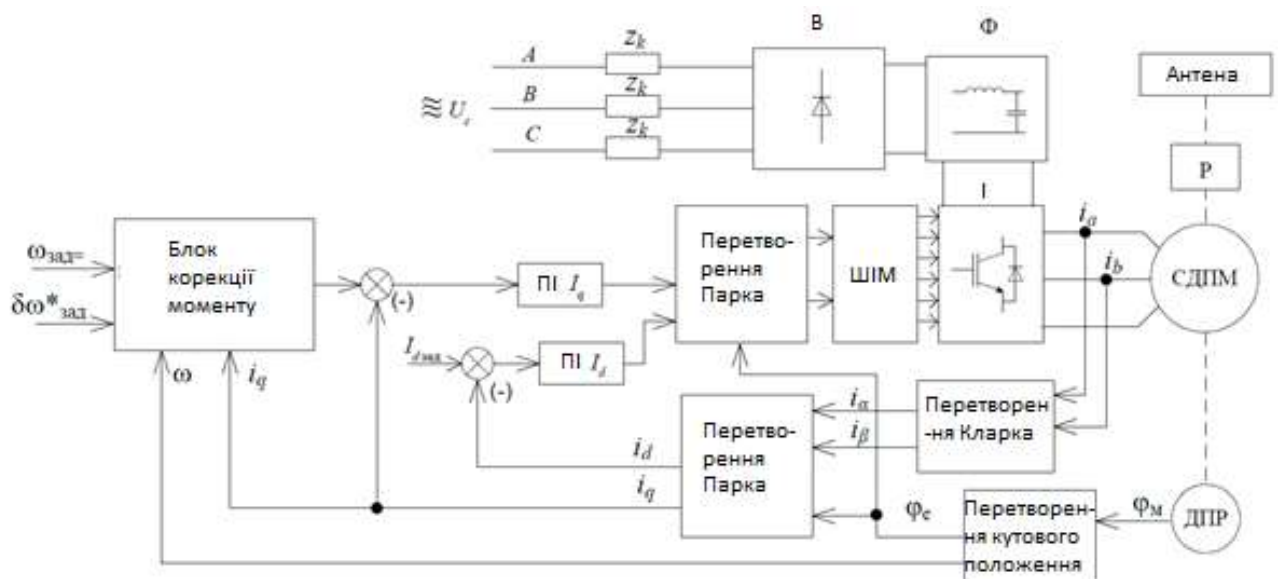 В
Ф
A
z_k
B
z_k
C
z_k
Антена
Р
І
ω_зад=
δω*_зад
Блок
корекції
моменту
(-)
ПІ I_q
Перетво-
рення
Парка
ШІМ
i_a
i_b
СДПМ
I_d зад
(-)
ПІ I_d
ω
i_q
i_d
i_q
Перетво-
рення
Парка
i_α
i_β
Перетворен
-ня Кларка
φ_e
Перетворен-
ня кутового
положення
φ_м
ДПР